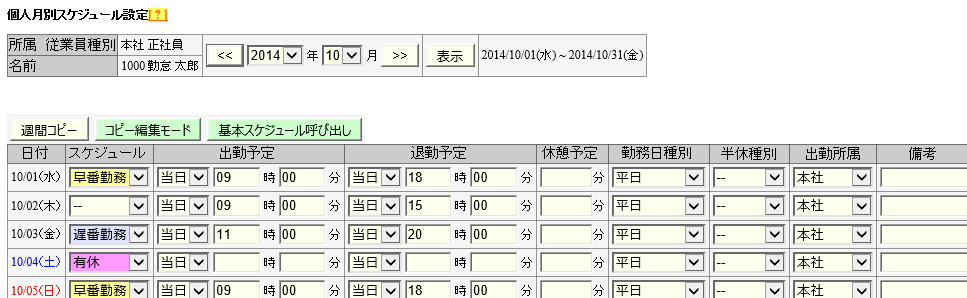 個人月別スケジュール設定[？]
所属 従業員種別 本社 正社員 << 2014 年 10 月 >> 表示 2014/10/01(水)～2014/10/31(金)
名前 1000 勤怠 太郎
週間コピー コピー編集モード 基本スケジュール呼び出し
日付 スケジュール 出勤予定 退勤予定 休憩予定 勤務日種別 半休種別 出勤所属 備考
10/01(水) 早番勤務 当日 09 時 00 分 当日 18 時 00 分 分 平日 -- 本社
10/02(木) -- 当日 09 時 00 分 当日 15 時 00 分 分 平日 -- 本社
10/03(金) 遅番勤務 当日 11 時 00 分 当日 20 時 00 分 分 平日 -- 本社
10/04(土) 有休 当日 時 分 当日 時 分 分 平日 -- 本社
10/05(日) 早番勤務 当日 09 時 00 分 当日 18 時 00 分 分 平日 -- 本社